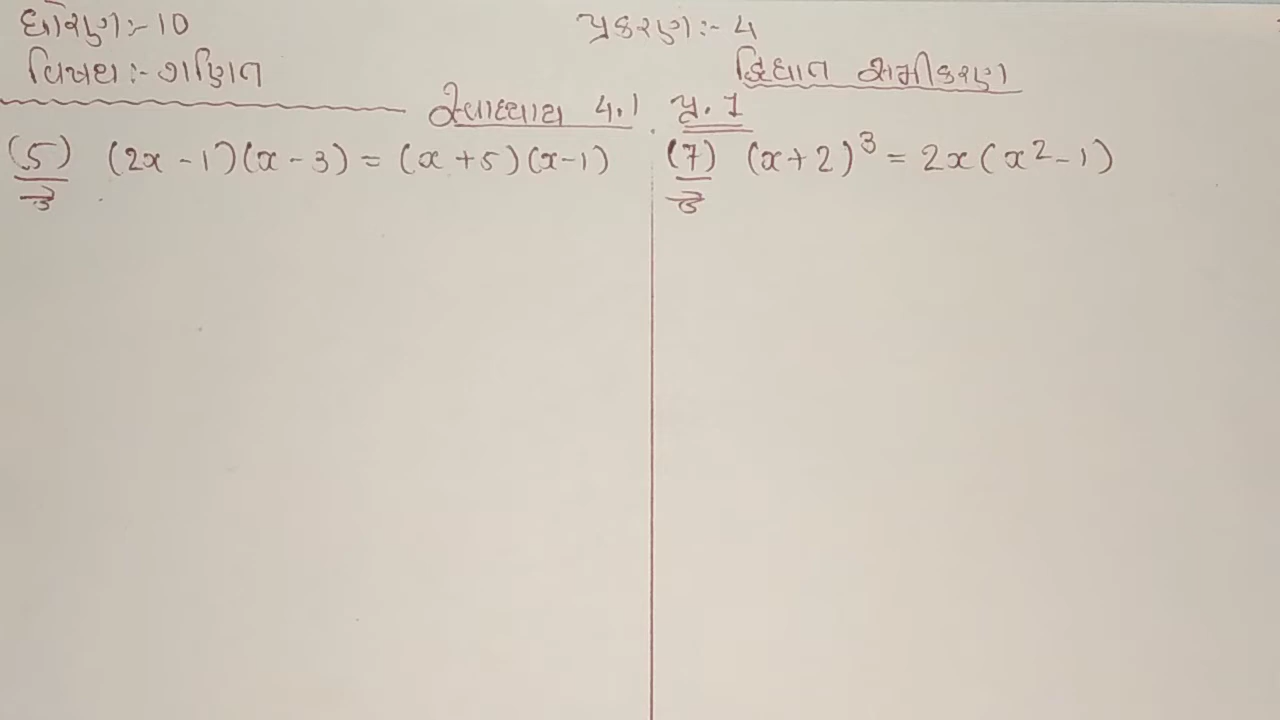 ધોરણ:- 10
પ્રકરણ:- 4
વિષય:- ગણિત
દ્વિઘાત સમીકરણ
સ્વાધ્યાય 4.1 પ્ર. 1
(5) (2x - 1)(x - 3) = (x + 5)(x - 1)
(7) (x + 2)³ = 2x(x² - 1)